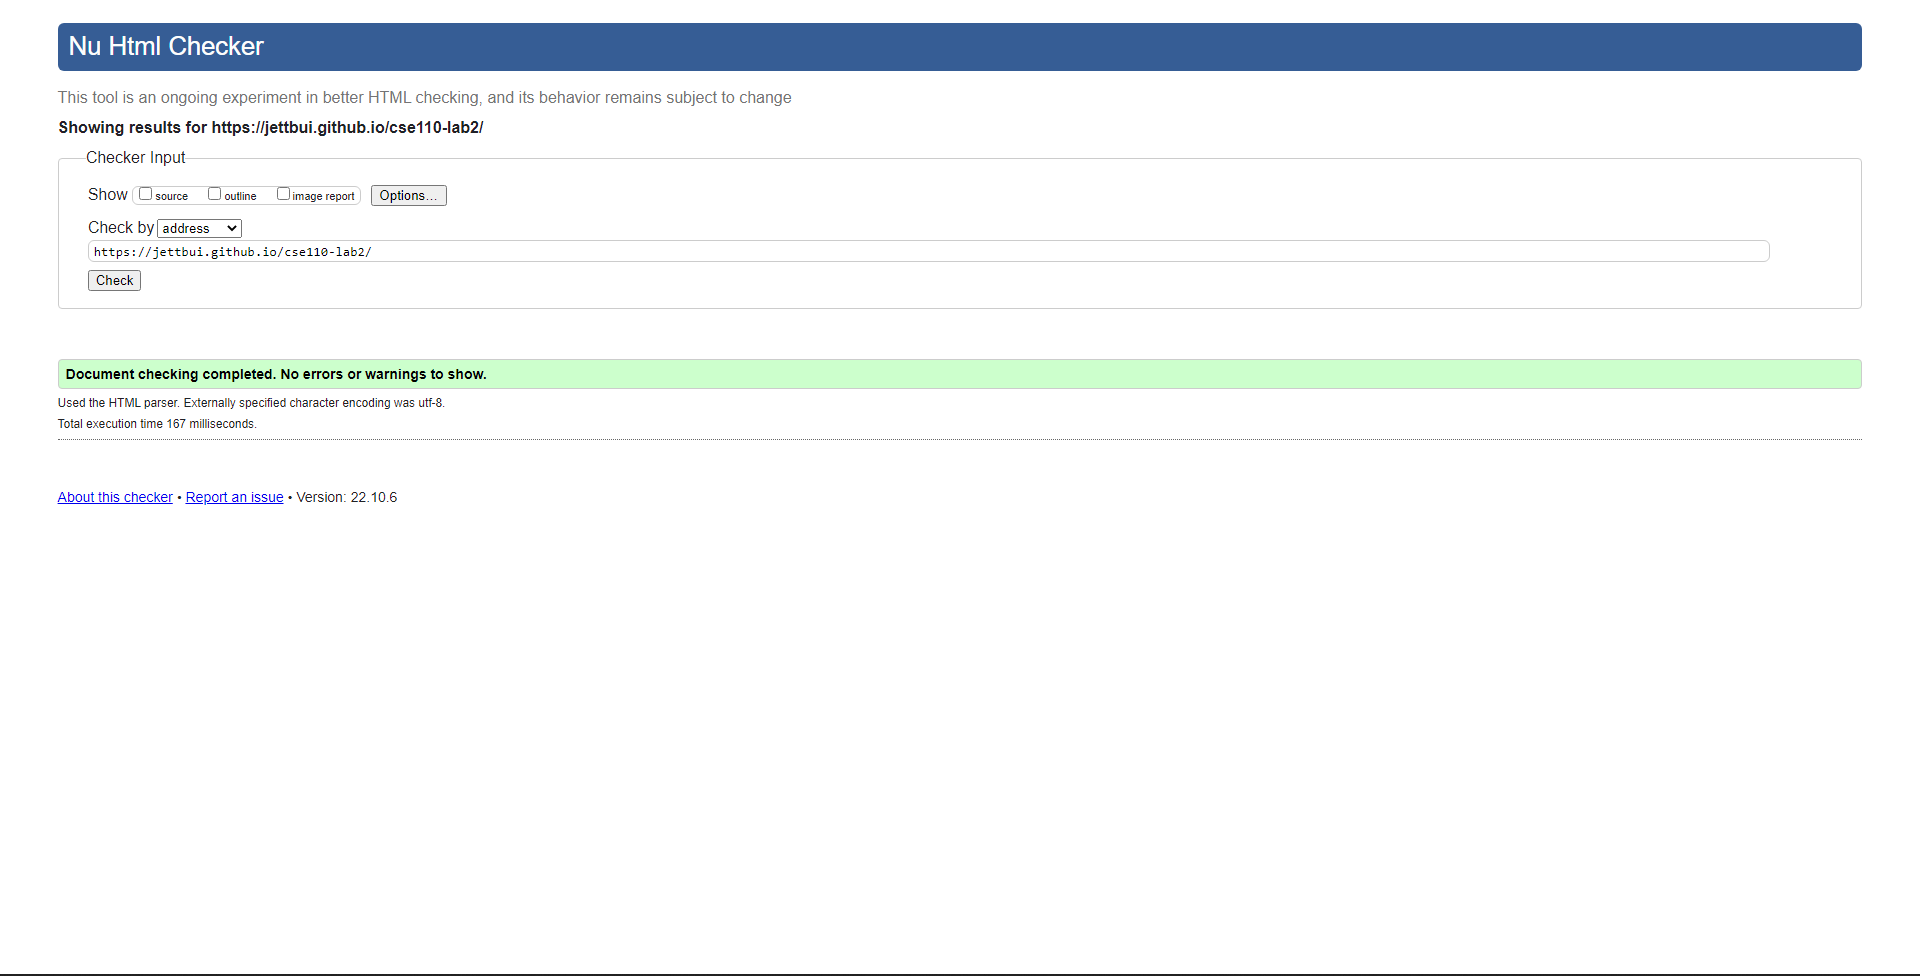 Nu Html Checker
This tool is an ongoing experiment in better HTML checking, and its behavior remains subject to change
Showing results for https://jettbui.github.io/cse110-lab2/
Checker Input
Show source outline image report Options...
Check by address
https://jettbui.github.io/cse110-lab2/
Check
Document checking completed. No errors or warnings to show.
Used the HTML parser. Externally specified character encoding was utf-8.
Total execution time 167 milliseconds.
About this checker • Report an issue • Version: 22.10.6